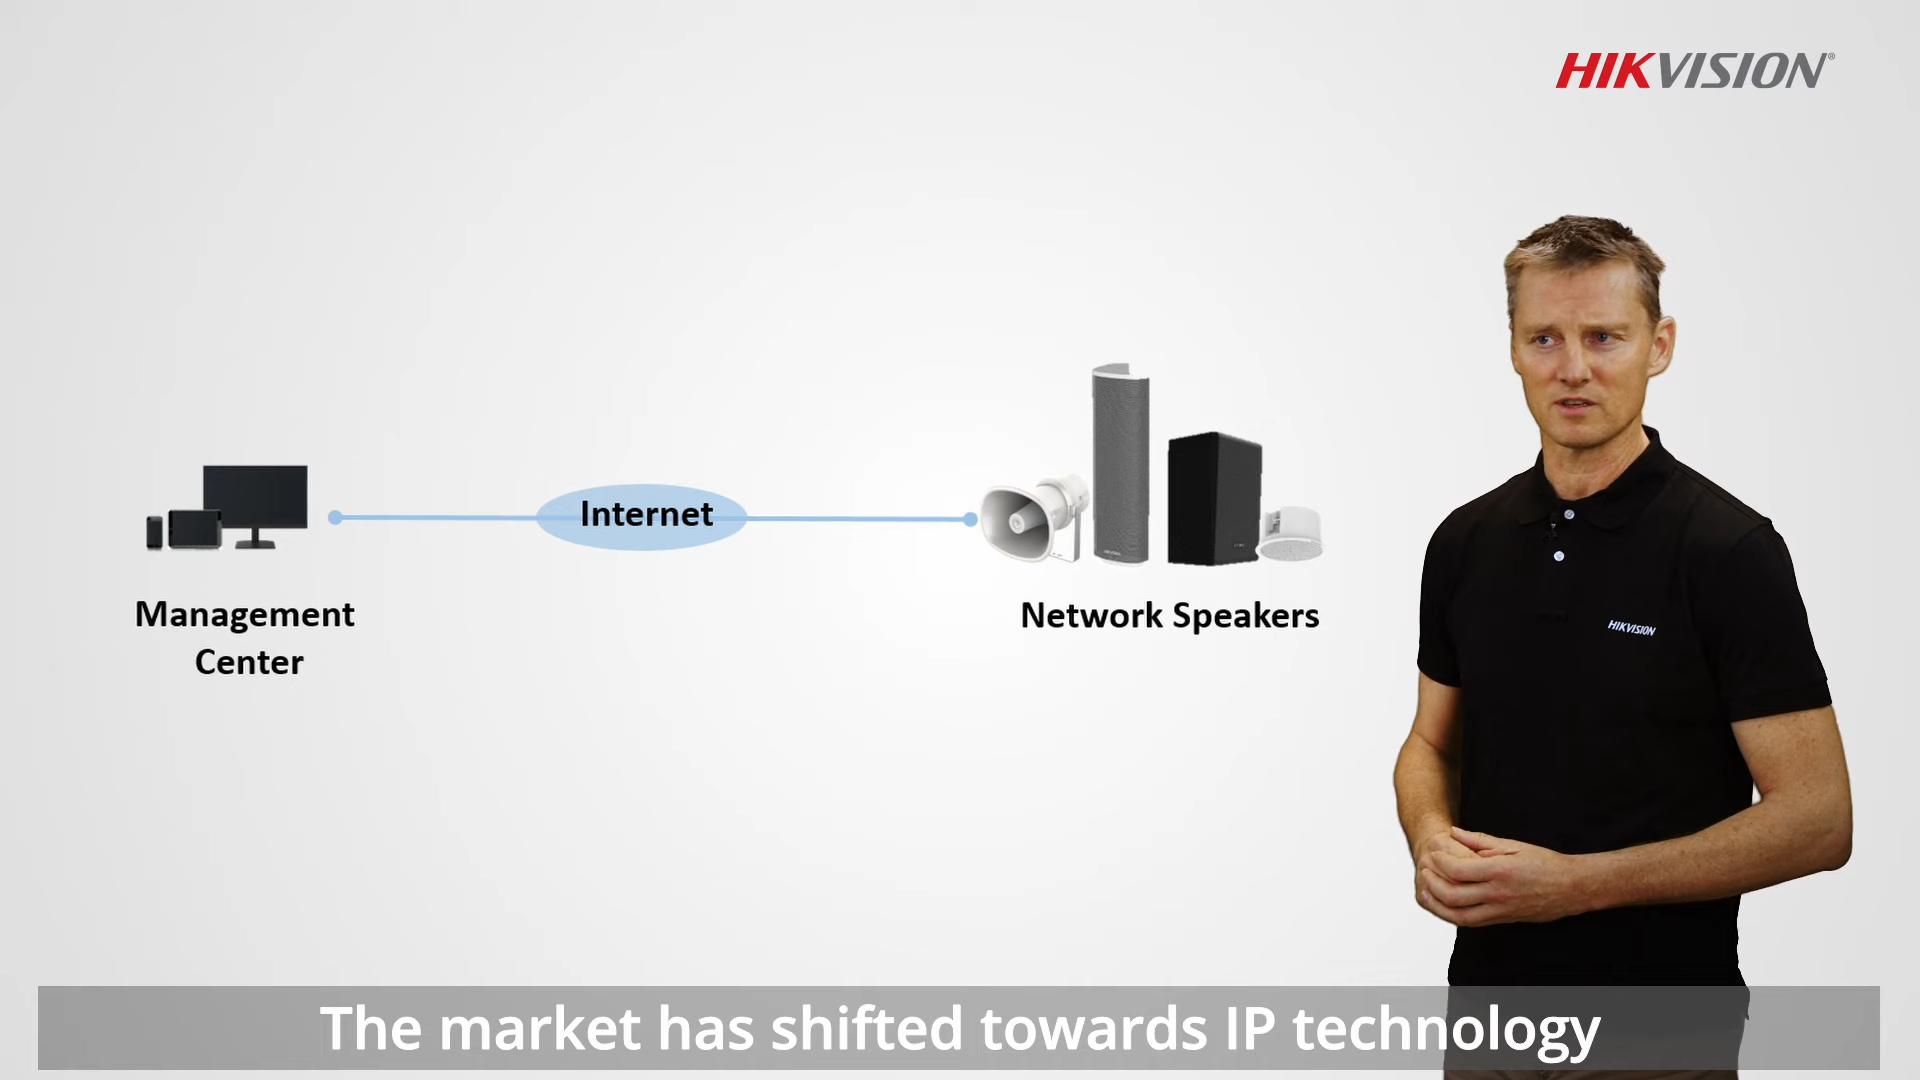 HIKVISION®
Internet
Management
Center
Network Speakers
HIKVISION
The market has shifted towards IP technology